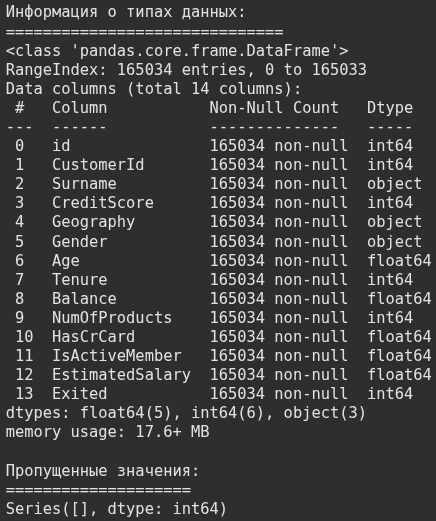 Информация о типах данных:
==============================
<class 'pandas.core.frame.DataFrame'>
RangeIndex: 165034 entries, 0 to 165033
Data columns (total 14 columns):
 #   Column           Non-Null Count   Dtype
---  ------           --------------   -----
 0   id               165034 non-null  int64
 1   CustomerId       165034 non-null  int64
 2   Surname          165034 non-null  object
 3   CreditScore      165034 non-null  int64
 4   Geography        165034 non-null  object
 5   Gender           165034 non-null  object
 6   Age              165034 non-null  float64
 7   Tenure           165034 non-null  int64
 8   Balance          165034 non-null  float64
 9   NumOfProducts    165034 non-null  int64
 10  HasCrCard        165034 non-null  float64
 11  IsActiveMember   165034 non-null  float64
 12  EstimatedSalary  165034 non-null  float64
 13  Exited           165034 non-null  int64
dtypes: float64(5), int64(6), object(3)
memory usage: 17.6+ MB

Пропущенные значения:
====================
Series([], dtype: int64)